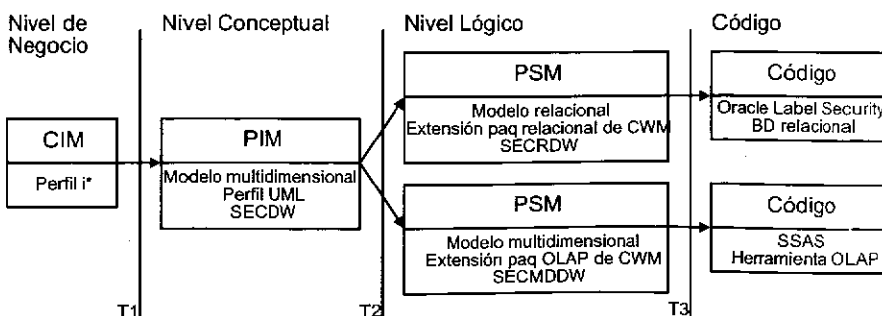 Nivel de
Negocio
Nivel Conceptual
Nivel Lógico
Código
CIM
Perfil i*
PIM
Modelo multidimensional
Perfil UML
SECDW
PSM
Modelo relacional
Extensión paq relacional de CWM
SECRDW
PSM
Modelo multidimensional
Extensión paq OLAP de CWM
SECMDDW
Código
Oracle Label Security
BD relacional
Código
SSAS
Herramienta OLAP
T1
T2
T3